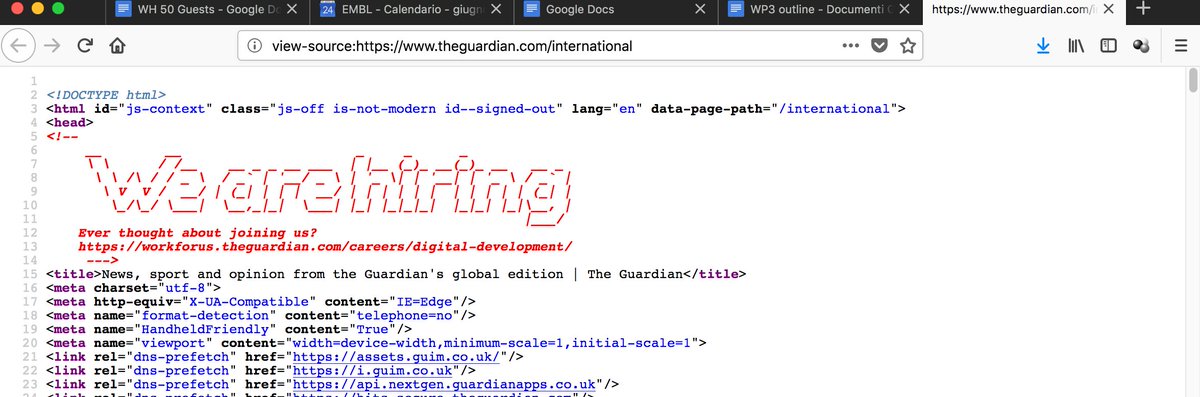 WH 50 Guests - Google Do
EMBL - Calendario - giugn
Google Docs
WP3 outline - Documenti G
https://www.theguardian.com/i
view-source:https://www.theguardian.com/international
1
2 <!DOCTYPE html>
3 <html id="js-context" class="js-off is-not-modern id--signed-out" lang="en" data-page-path="/international">
4 <head>
5 <!--
6
7
8
9
10
11
We are hiring
12 Ever thought about joining us?
13 https://workforus.theguardian.com/careers/digital-development/
14 --->
15 <title>News, sport and opinion from the Guardian's global edition | The Guardian</title>
16 <meta charset="utf-8">
17 <meta http-equiv="X-UA-Compatible" content="IE=Edge"/>
18 <meta name="format-detection" content="telephone=no"/>
19 <meta name="HandheldFriendly" content="True"/>
20 <meta name="viewport" content="width=device-width,minimum-scale=1,initial-scale=1">
21 <link rel="dns-prefetch" href="https://assets.guim.co.uk/"/>
22 <link rel="dns-prefetch" href="https://i.guim.co.uk"/>
23 <link rel="dns-prefetch" href="https://api.nextgen.guardianapps.co.uk"/>